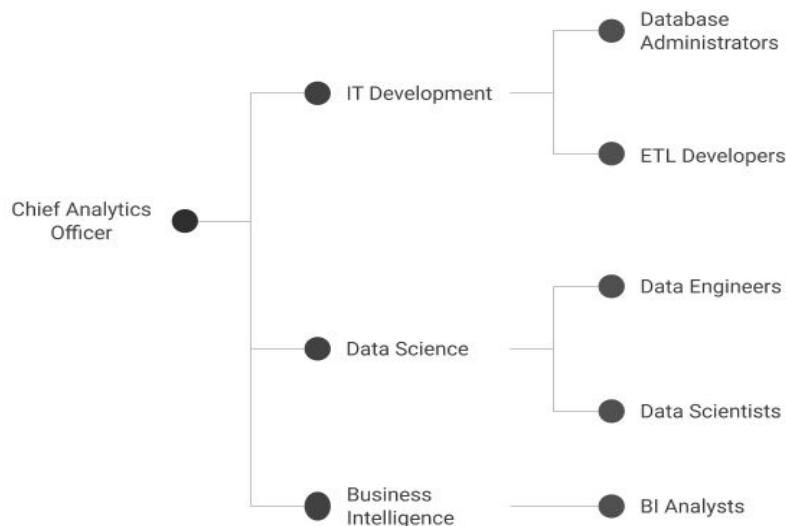 Database
Administrators
IT Development
ETL Developers
Chief Analytics
Officer
Data Engineers
Data Science
Data Scientists
Business
Intelligence
BI Analysts